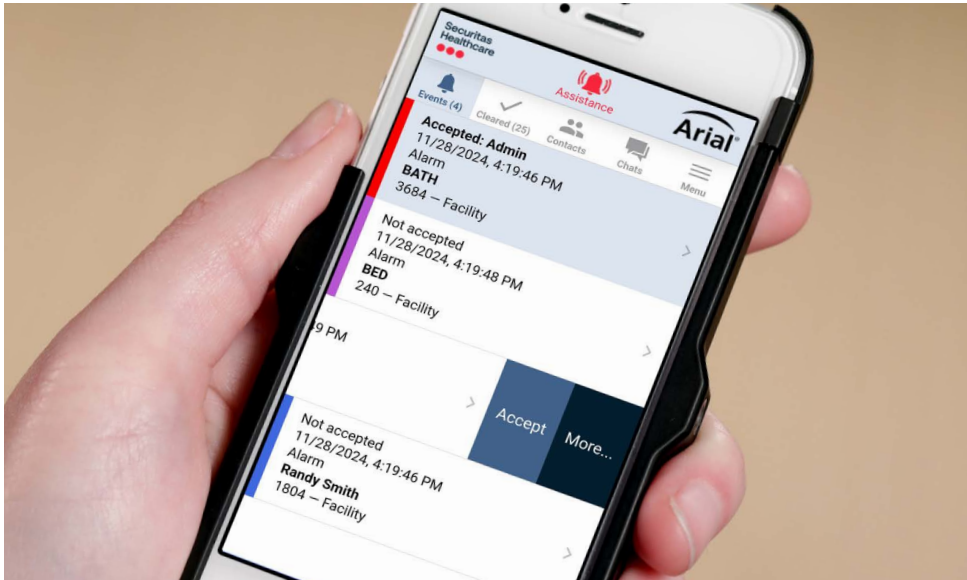 Securitas
Healthcare
Assistance
Arial
Events (4)
Cleared (25)
Contacts
Chats
Menu
Accepted: Admin
11/28/2024, 4:19:46 PM
Alarm
BATH
3684 – Facility
Not accepted
11/28/2024, 4:19:48 PM
Alarm
BED
240 – Facility
9 PM
Accept
More...
Not accepted
11/28/2024, 4:19:46 PM
Alarm
Randy Smith
1804 – Facility